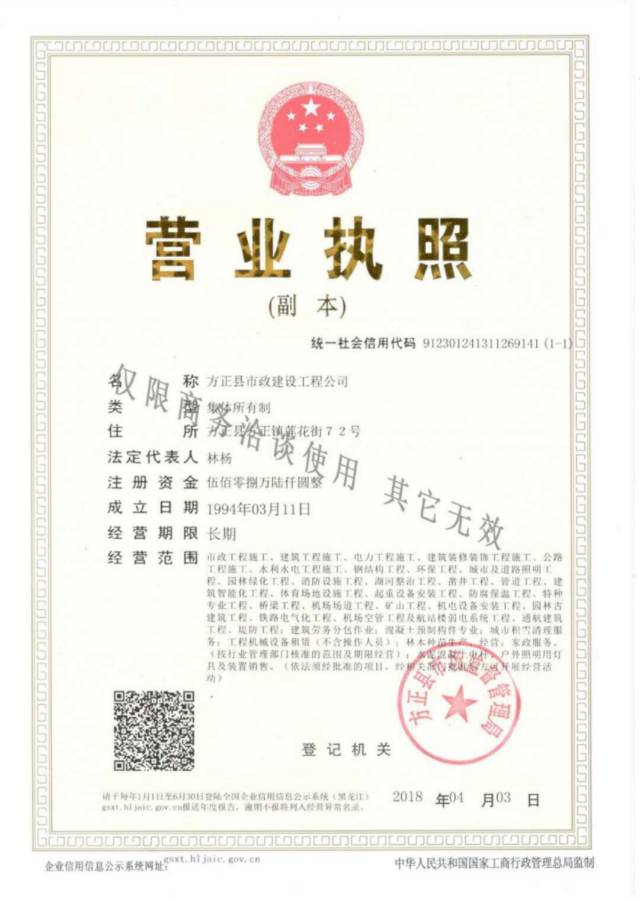 营业执照
(副 本)
统一社会信用代码 912301241311269141 (1-1)
名 称 方正县市政建设工程公司
类 型 集体所有制
住 所 方正县方正镇莲花街72号
法定代表人 林杨
注册资金 伍佰零捌万陆仟圆整
成立日期 1994年03月11日
经营期限 长期
经营范围 市政工程施工、建筑工程施工、电力工程施工、建筑装修装饰工程施工、公路
工程施工、水利水电工程施工、钢结构工程、环保工程、城市及道路照明工
程、园林绿化工程、消防设施工程、湖河整治工程、凿井工程、管道工程、建
筑智能化工程、体育场地设施工程、起重设备安装工程、防腐保温工程、特种
专业工程、桥梁工程、机场场道工程、矿山工程、机电设备安装工程、园林古
建筑工程、铁路电气化工程、机场空管工程及航站楼弱电系统工程、通航建筑
工程、堤防工程；建筑劳务分包作业；混凝土预制构件专业；城市积雪清理服
务；工程机械设备租赁（不含操作人员）；林木种苗生产、经营；家政服务。
（按行业管理部门核准的范围及期限经营）；水泥混凝土电杆、户外照明用灯
具及装置销售。（依法须经批准的项目，经相关部门批准后方可开展经营活
动）
仅限商务洽谈使用 其它无效
方正县市场监督管理局
登记机关
2018 年04 月03 日
请于每年1月1日至6月30日登陆全国企业信用信息公示系统（黑龙江）
gsxt.hljaic.gov.cn报送年度报告，逾期不报将列入经营异常名录。
企业信用信息公示系统网址: gsxt.hljaic.gov.cn
中华人民共和国国家工商行政管理总局监制